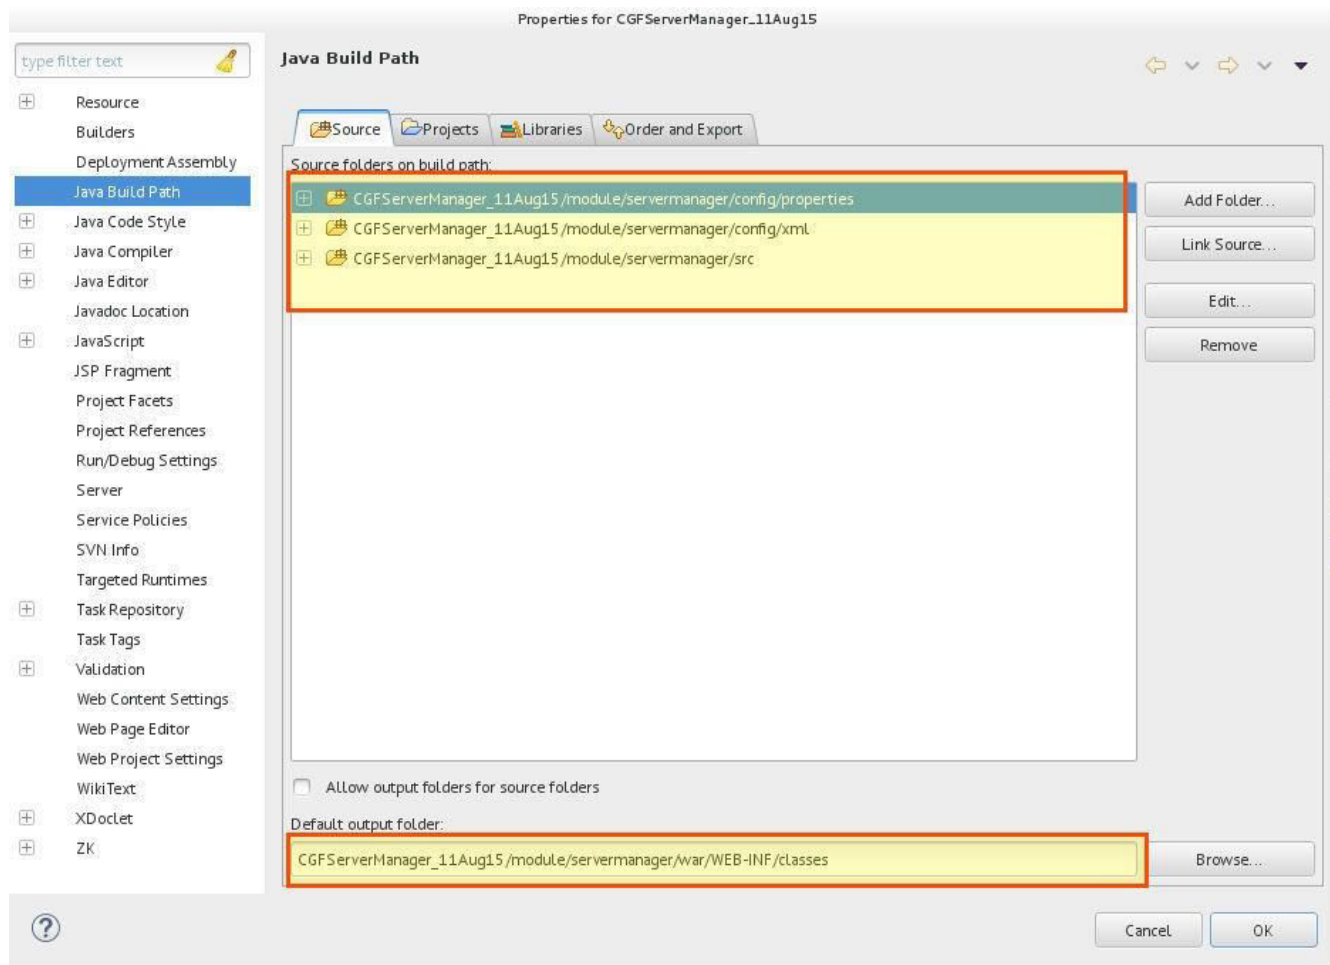 Properties for CGFServerManager_11Aug15
type filter text
Resource
Builders
Deployment Assembly
Java Build Path
Java Code Style
Java Compiler
Java Editor
Javadoc Location
JavaScript
JSP Fragment
Project Facets
Project References
Run/Debug Settings
Server
Service Policies
SVN Info
Targeted Runtimes
Task Repository
Task Tags
Validation
Web Content Settings
Web Page Editor
Web Project Settings
WikiText
XDoclet
ZK
Java Build Path
Source Projects Libraries Order and Export
Source folders on build path:
CGFServerManager_11Aug15/module/servermanager/config/properties
CGFServerManager_11Aug15/module/servermanager/config/xml
CGFServerManager_11Aug15/module/servermanager/src
Add Folder...
Link Source...
Edit...
Remove
Allow output folders for source folders
Default output folder:
CGFServerManager_11Aug15/module/servermanager/war/WEB-INF/classes
Browse...
?
Cancel OK